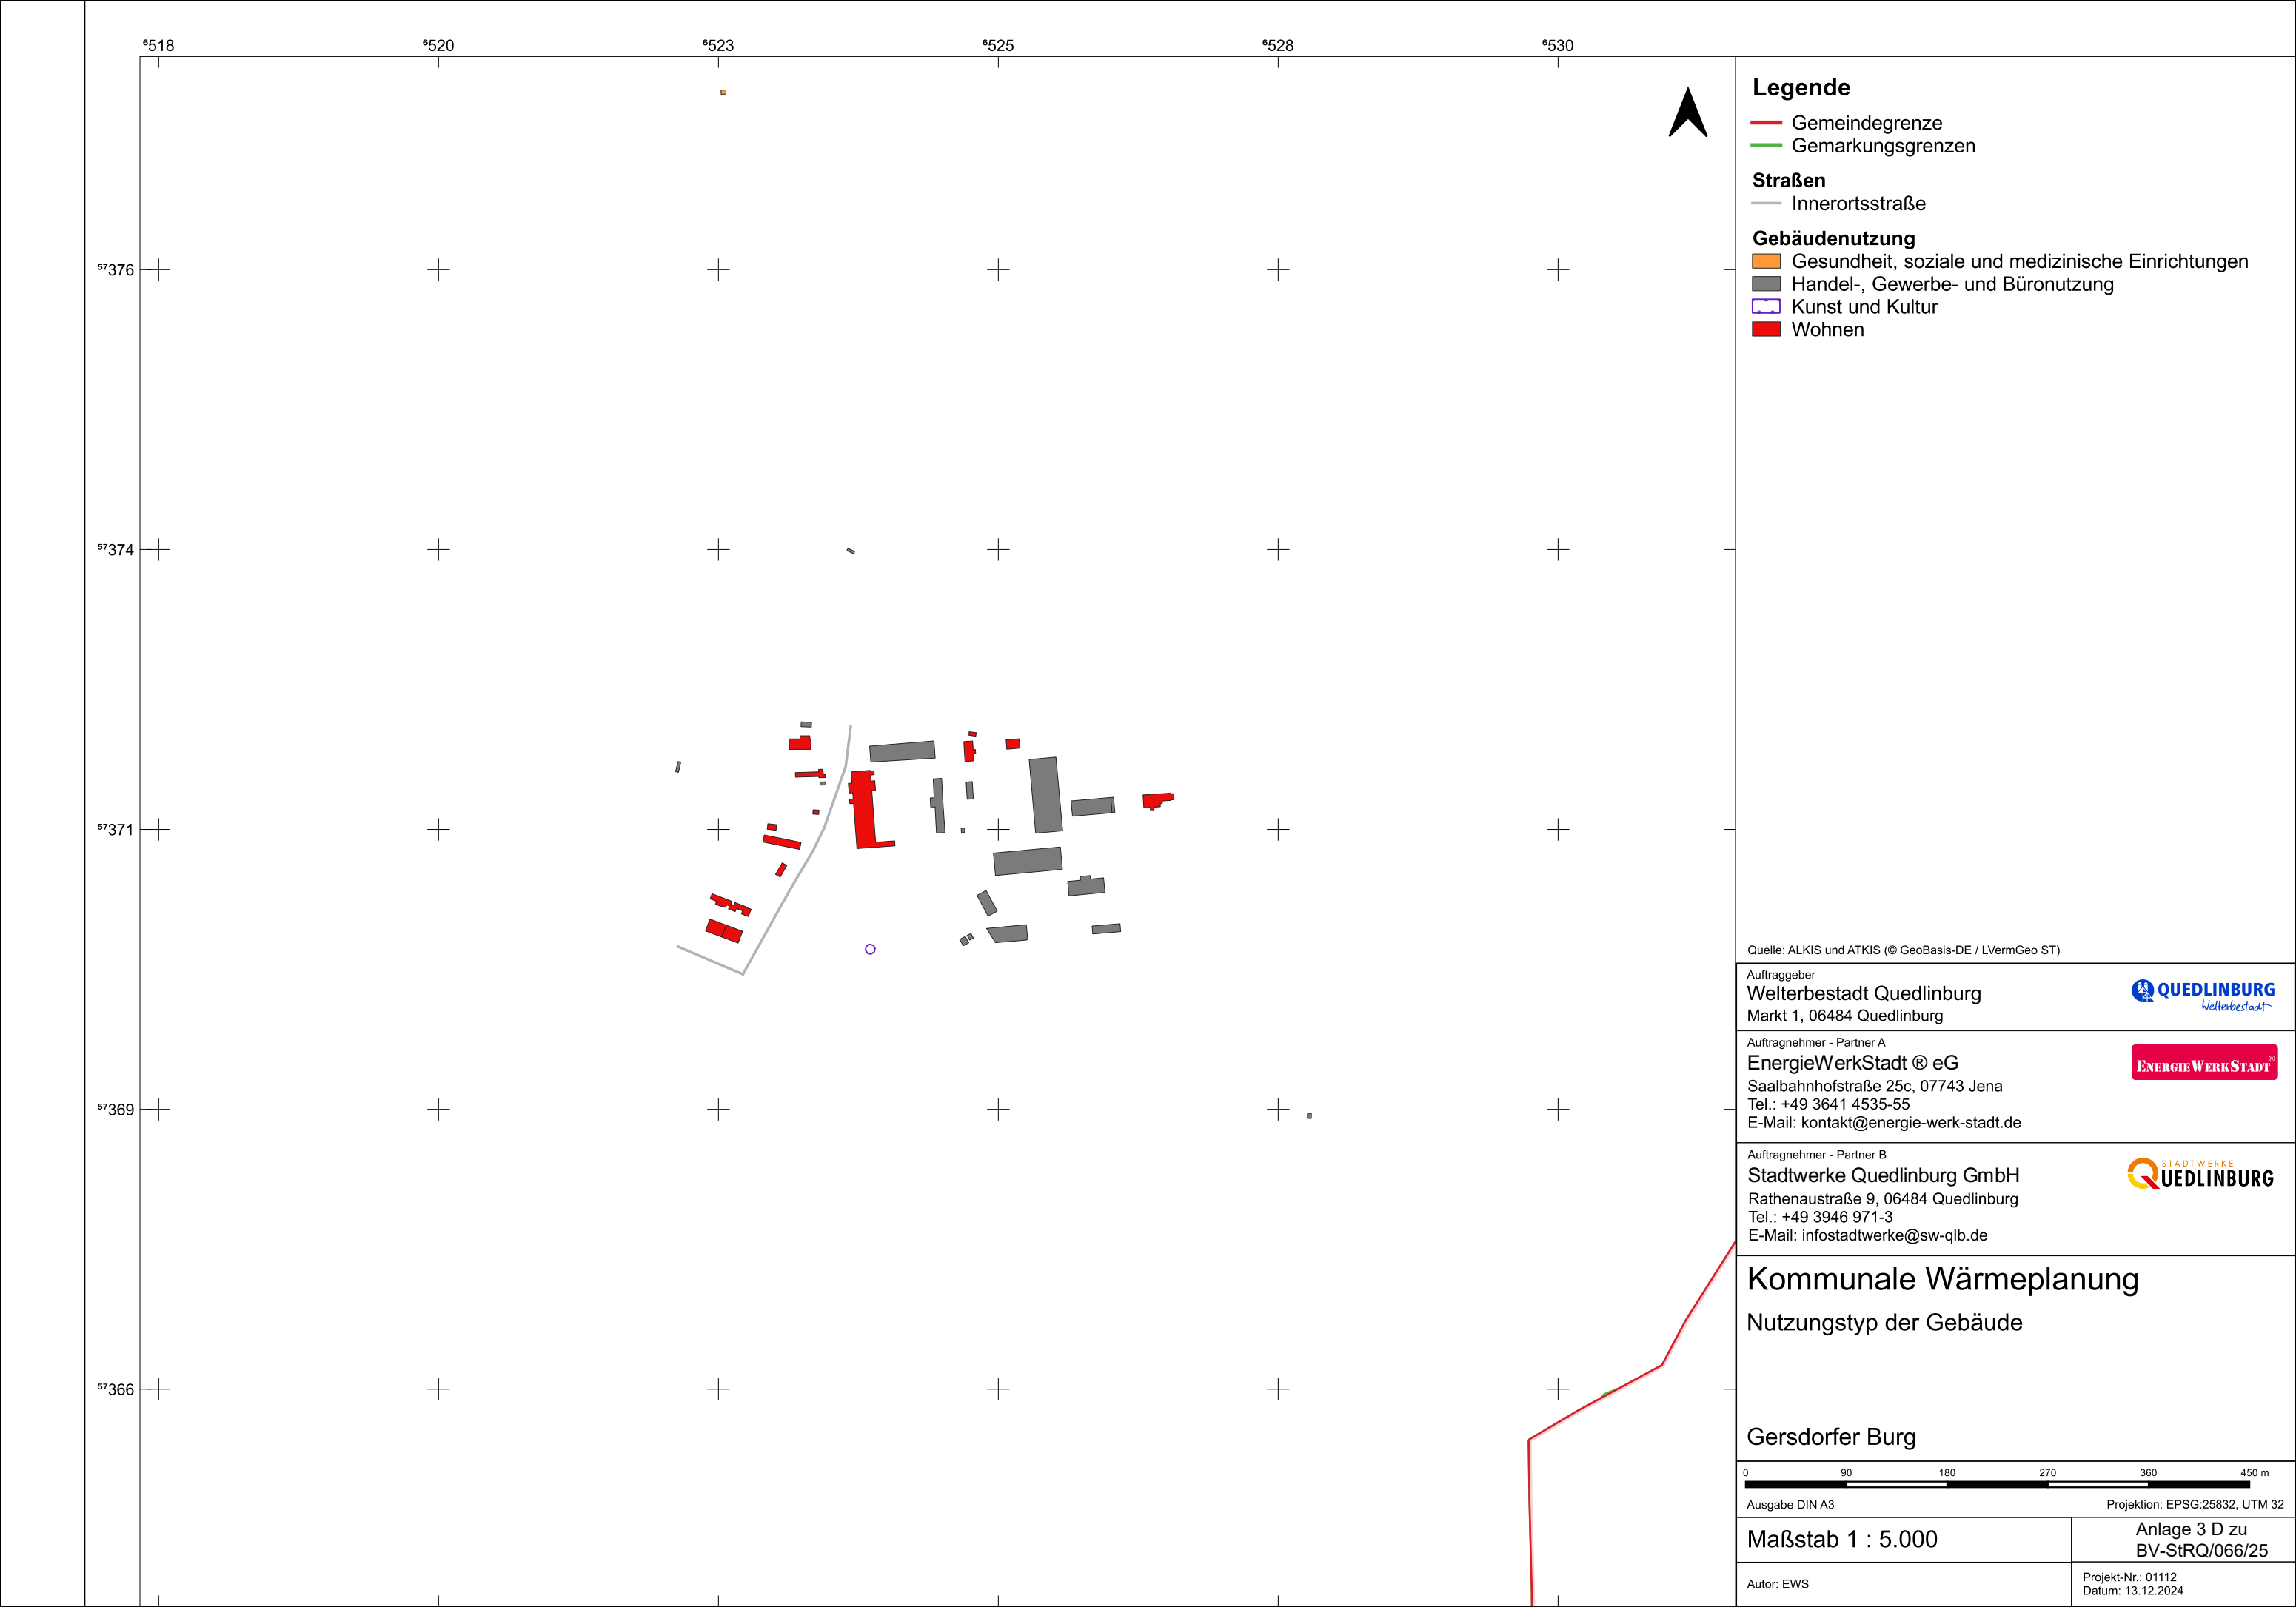 ⁶518 ⁶520 ⁶523 ⁶525 ⁶528 ⁶530
⁵⁷376
⁵⁷374
⁵⁷371
⁵⁷369
⁵⁷366
Legende
Gemeindegrenze
Gemarkungsgrenzen
Straßen
Innerortsstraße
Gebäudenutzung
Gesundheit, soziale und medizinische Einrichtungen
Handel-, Gewerbe- und Büronutzung
Kunst und Kultur
Wohnen
Quelle: ALKIS und ATKIS (© GeoBasis-DE / LVermGeo ST)
Auftraggeber
Welterbestadt Quedlinburg
Markt 1, 06484 Quedlinburg
QUEDLINBURG
Welterbestadt
Auftragnehmer - Partner A
EnergieWerkStadt ® eG
Saalbahnhofstraße 25c, 07743 Jena
Tel.: +49 3641 4535-55
E-Mail: kontakt@energie-werk-stadt.de
ENERGIEWERKSTADT®
Auftragnehmer - Partner B
Stadtwerke Quedlinburg GmbH
Rathenaustraße 9, 06484 Quedlinburg
Tel.: +49 3946 971-3
E-Mail: infostadtwerke@sw-qlb.de
STADTWERKE
QUEDLINBURG
Kommunale Wärmeplanung
Nutzungstyp der Gebäude
Gersdorfer Burg
0 90 180 270 360 450 m
Ausgabe DIN A3 Projektion: EPSG:25832, UTM 32
Maßstab 1 : 5.000
Anlage 3 D zu
BV-StRQ/066/25
Autor: EWS
Projekt-Nr.: 01112
Datum: 13.12.2024